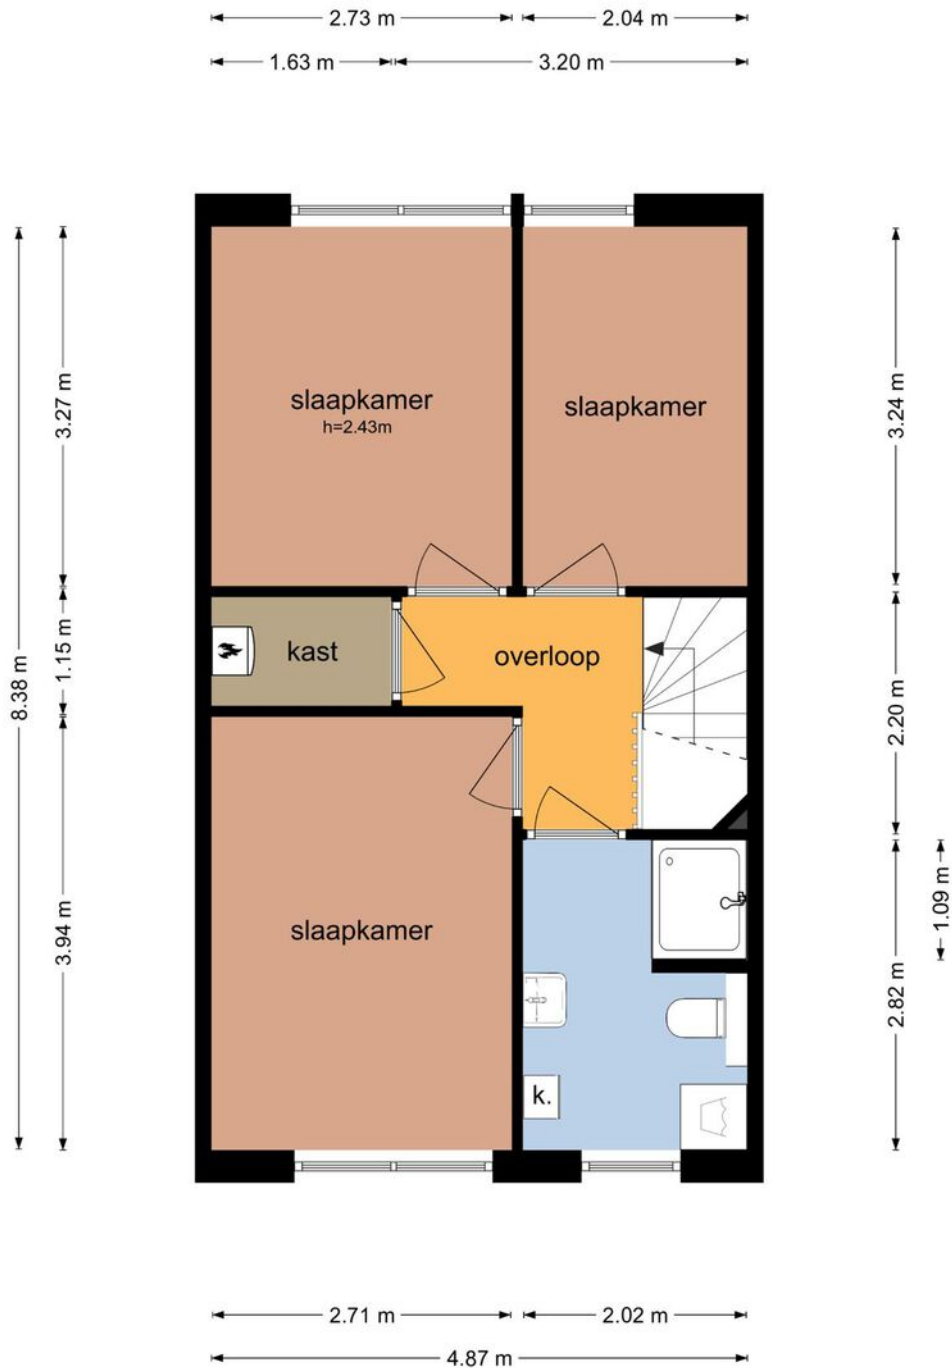 2.73 m
2.04 m
1.63 m
3.20 m
slaapkamer
h=2.43m
slaapkamer
3.27 m
3.24 m
kast
overloop
1.15 m
8.38 m
2.20 m
slaapkamer
3.94 m
1.09 m
2.82 m
k.
2.71 m
2.02 m
4.87 m